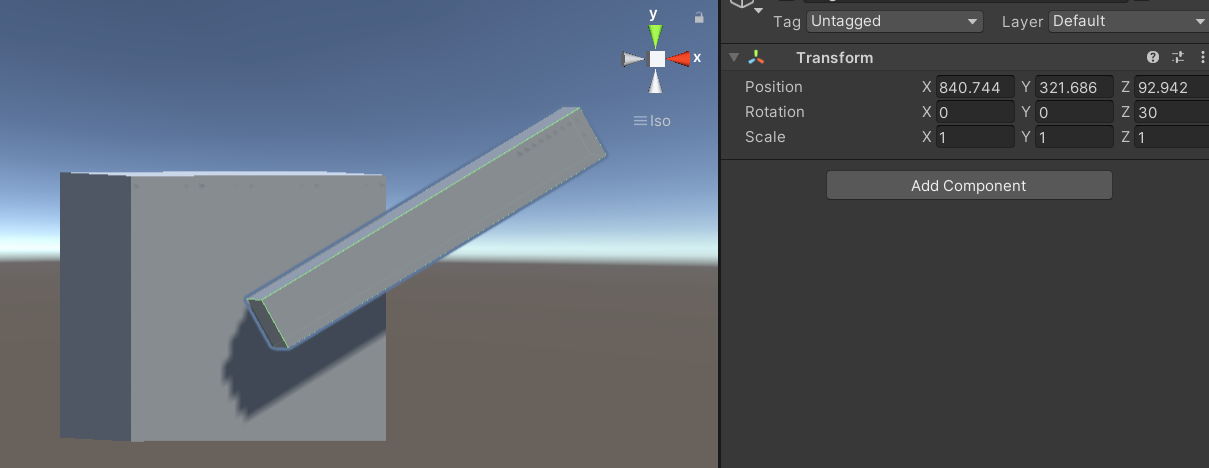 y
x
Iso
Tag Untagged Layer Default
Transform
Position X 840.744 Y 321.686 Z 92.942
Rotation X 0 Y 0 Z 30
Scale X 1 Y 1 Z 1
Add Component